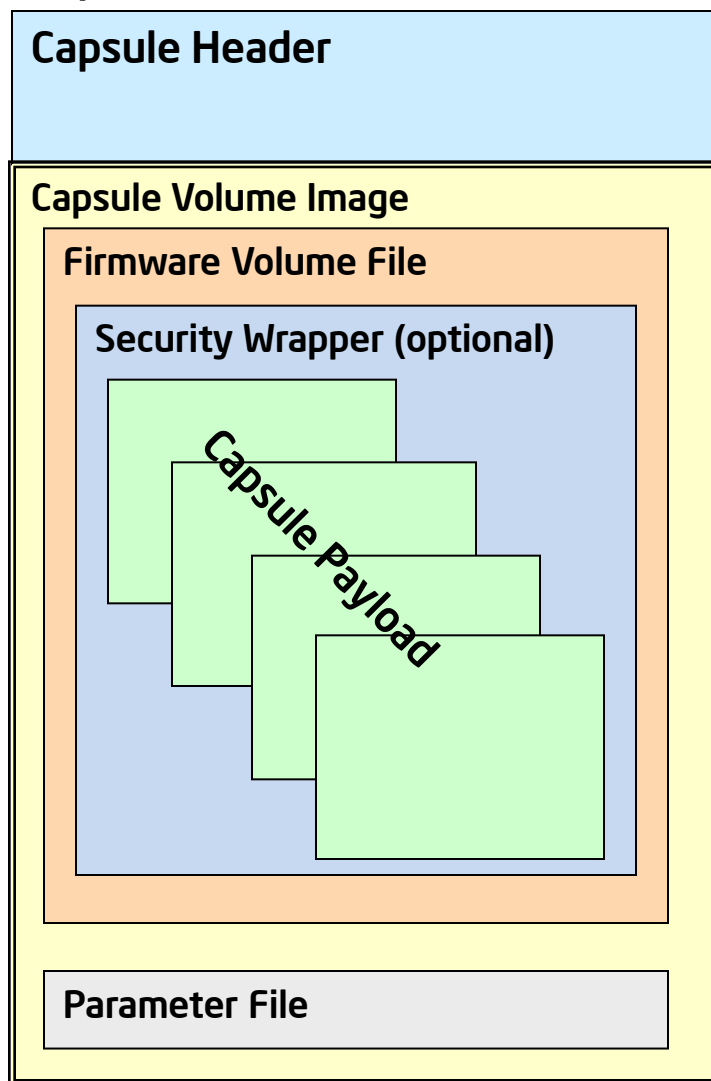 Capsule Header
Capsule Volume Image
Firmware Volume File
Security Wrapper (optional)
Capsule Payload
Parameter File